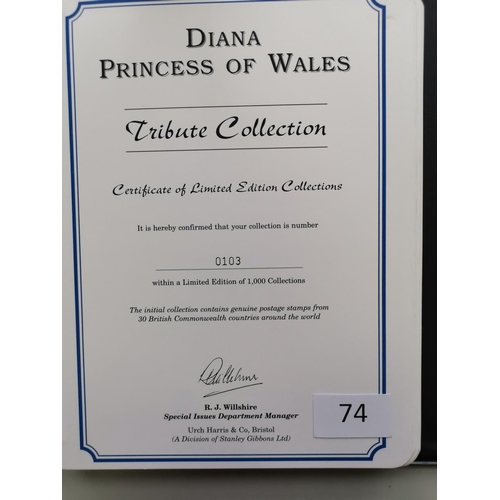 DIANA
PRINCESS OF WALES
Tribute Collection
Certificate of Limited Edition Collections
It is hereby confirmed that your collection is number
0103
within a Limited Edition of 1,000 Collections
The initial collection contains genuine postage stamps from
30 British Commonwealth countries around the world
R. J. Willshire
Special Issues Department Manager
Urch Harris & Co, Bristol
(A Division of Stanley Gibbons Ltd)
74